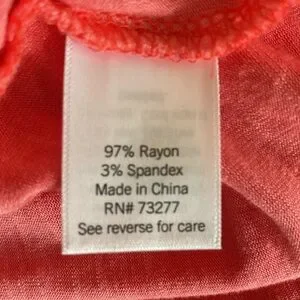 97% Rayon
3% Spandex
Made in China
RN# 73277
See reverse for care